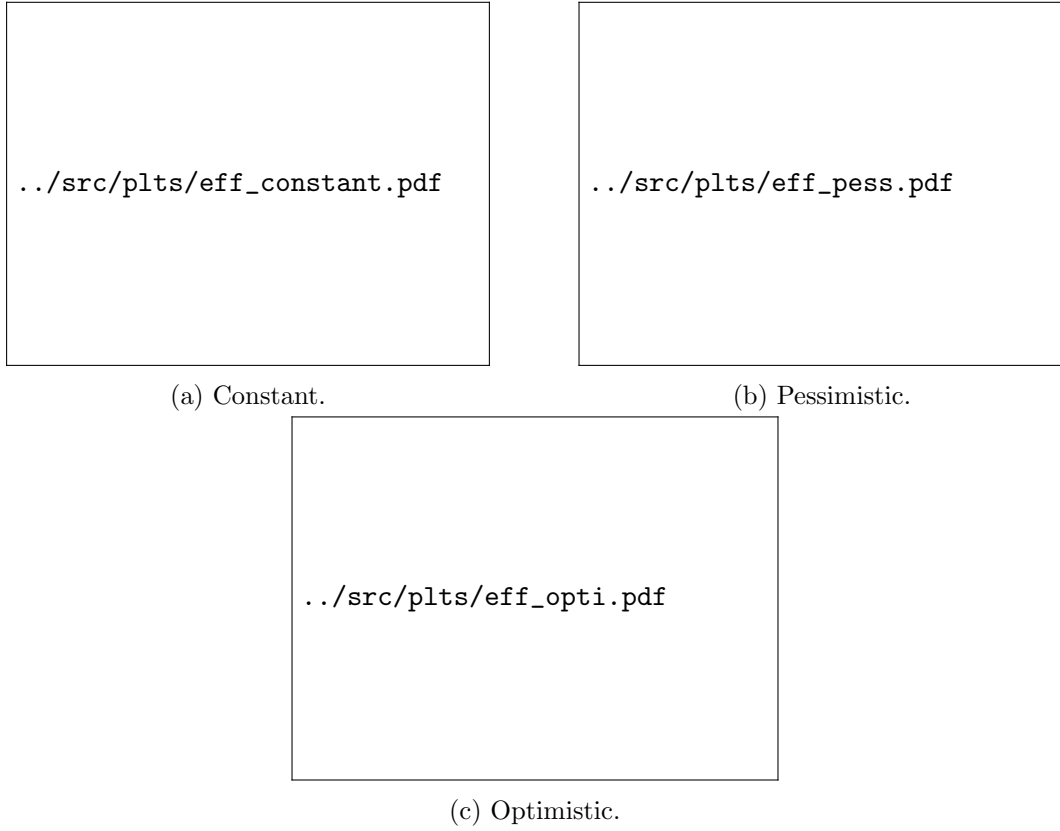 ../src/plts/eff_constant.pdf
../src/plts/eff_pess.pdf
(a) Constant.
(b) Pessimistic.
../src/plts/eff_opti.pdf
(c) Optimistic.